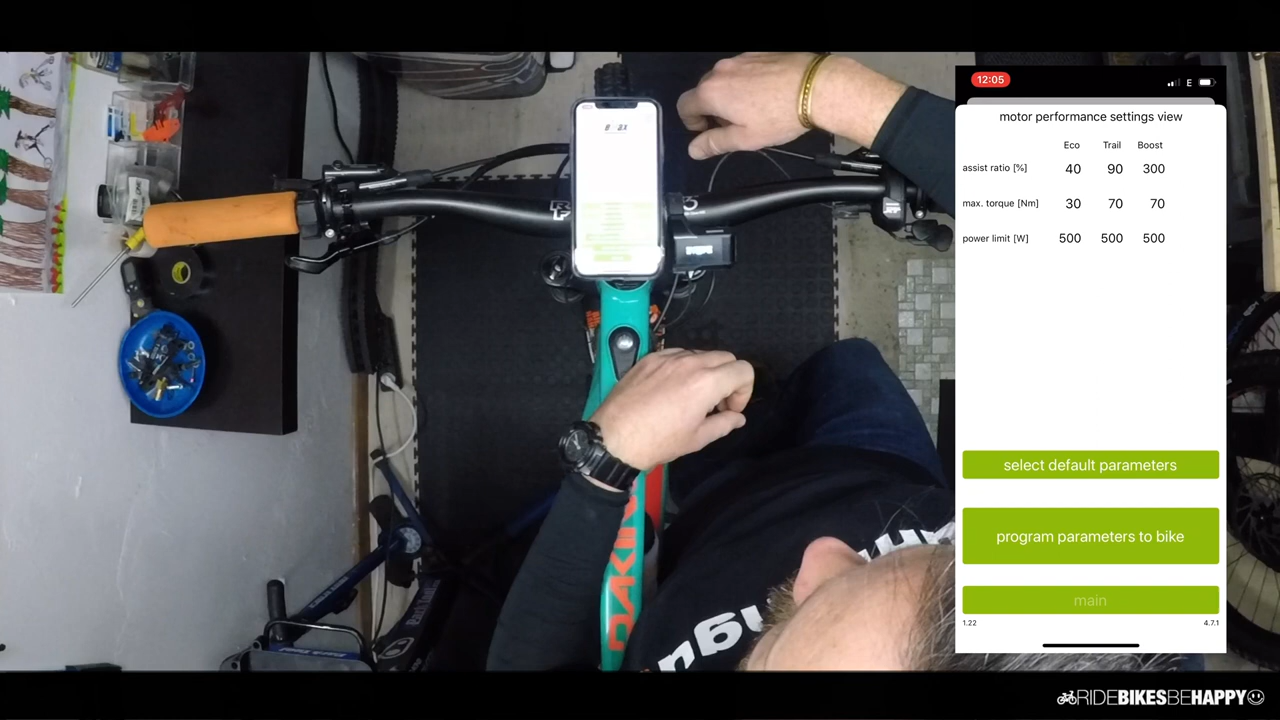 12:05
E
motor performance settings view
Eco Trail Boost
assist ratio [%] 40 90 300
max. torque [Nm] 30 70 70
power limit [W] 500 500 500
select default parameters
program parameters to bike
main
1.22 4.7.1
RIDEBIKESBEHAPPY